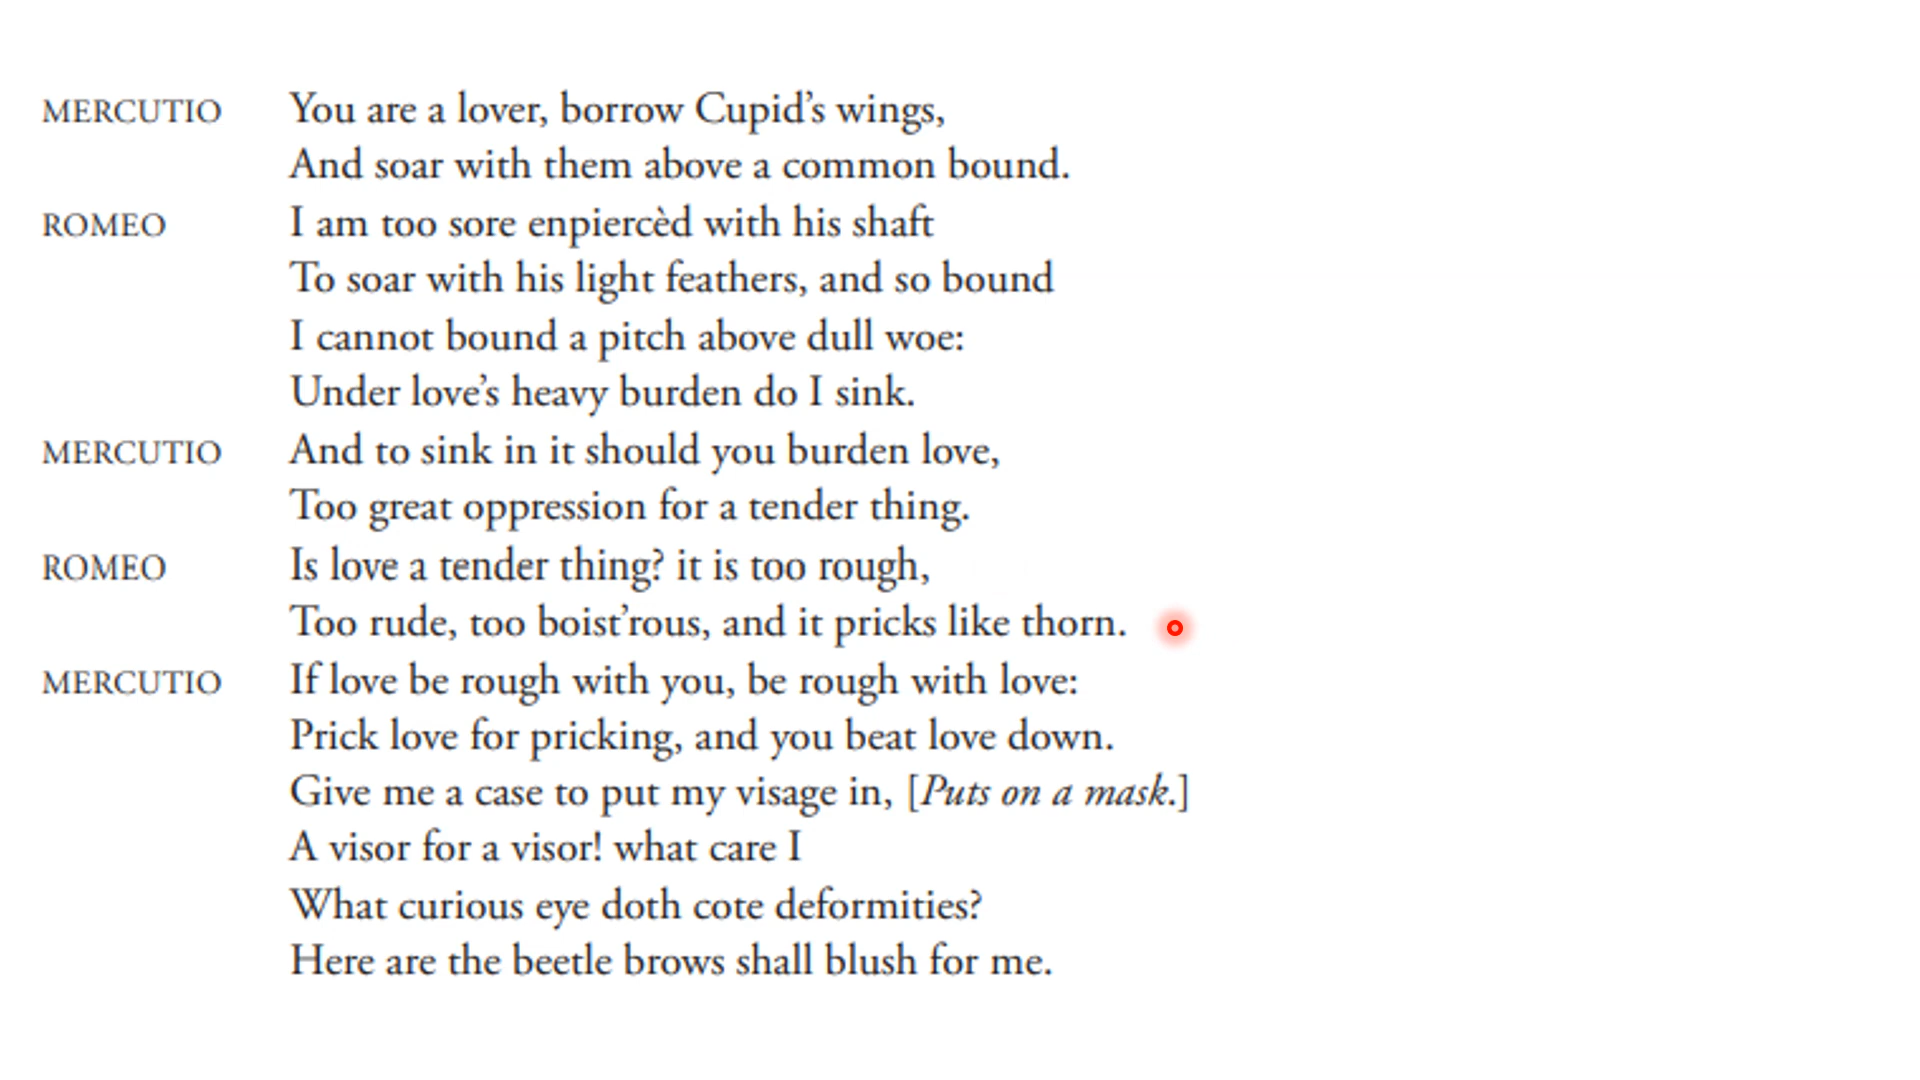 MERCUTIO You are a lover, borrow Cupid’s wings,
And soar with them above a common bound.
ROMEO I am too sore enpiercèd with his shaft
To soar with his light feathers, and so bound
I cannot bound a pitch above dull woe:
Under love’s heavy burden do I sink.
MERCUTIO And to sink in it should you burden love,
Too great oppression for a tender thing.
ROMEO Is love a tender thing? it is too rough,
Too rude, too boist’rous, and it pricks like thorn.
MERCUTIO If love be rough with you, be rough with love:
Prick love for pricking, and you beat love down.
Give me a case to put my visage in, [Puts on a mask.]
A visor for a visor! what care I
What curious eye doth cote deformities?
Here are the beetle brows shall blush for me.